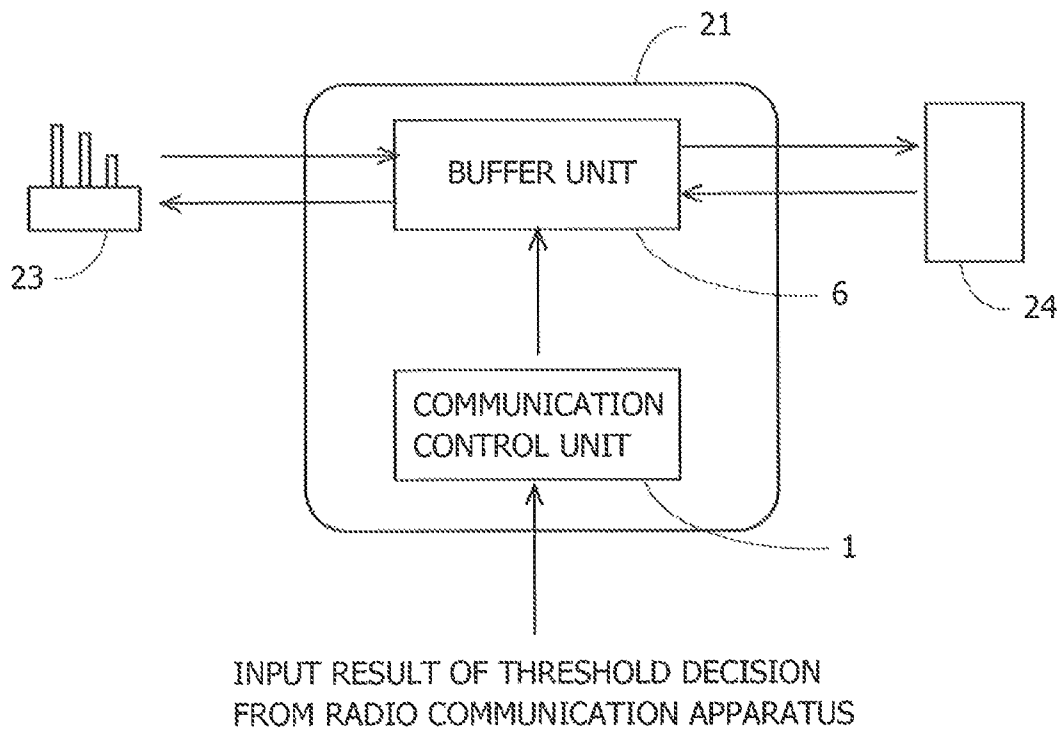 21
BUFFER UNIT
23
6
24
COMMUNICATION
CONTROL UNIT
1
INPUT RESULT OF THRESHOLD DECISION
FROM RADIO COMMUNICATION APPARATUS